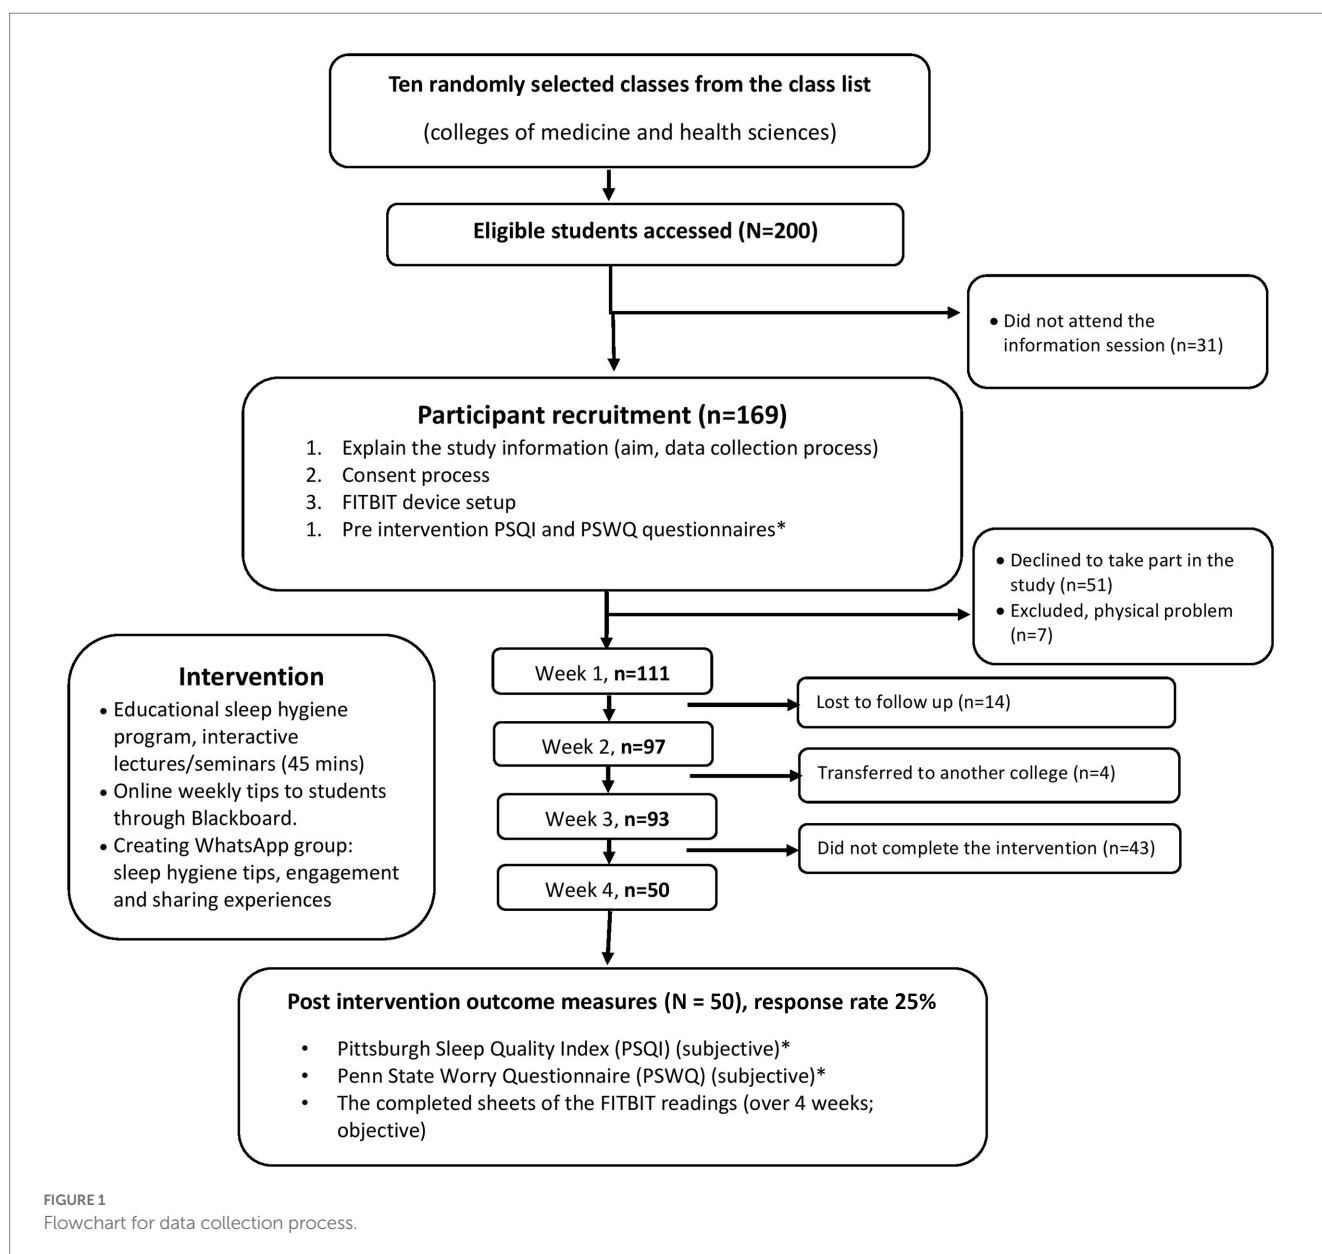 Ten randomly selected classes from the class list
(colleges of medicine and health sciences)
Eligible students accessed (N=200)
• Did not attend the
information session (n=31)
Participant recruitment (n=169)
1. Explain the study information (aim, data collection process)
2. Consent process
3. FITBIT device setup
1. Pre intervention PSQI and PSWQ questionnaires*
• Declined to take part in the
study (n=51)
• Excluded, physical problem
(n=7)
Intervention
• Educational sleep hygiene
program, interactive
lectures/seminars (45 mins)
• Online weekly tips to students
through Blackboard.
• Creating WhatsApp group:
sleep hygiene tips, engagement
and sharing experiences
Week 1, n=111
Lost to follow up (n=14)
Week 2, n=97
Transferred to another college (n=4)
Week 3, n=93
Did not complete the intervention (n=43)
Week 4, n=50
Post intervention outcome measures (N = 50), response rate 25%
• Pittsburgh Sleep Quality Index (PSQI) (subjective)*
• Penn State Worry Questionnaire (PSWQ) (subjective)*
• The completed sheets of the FITBIT readings (over 4 weeks;
objective)
FIGURE 1
Flowchart for data collection process.